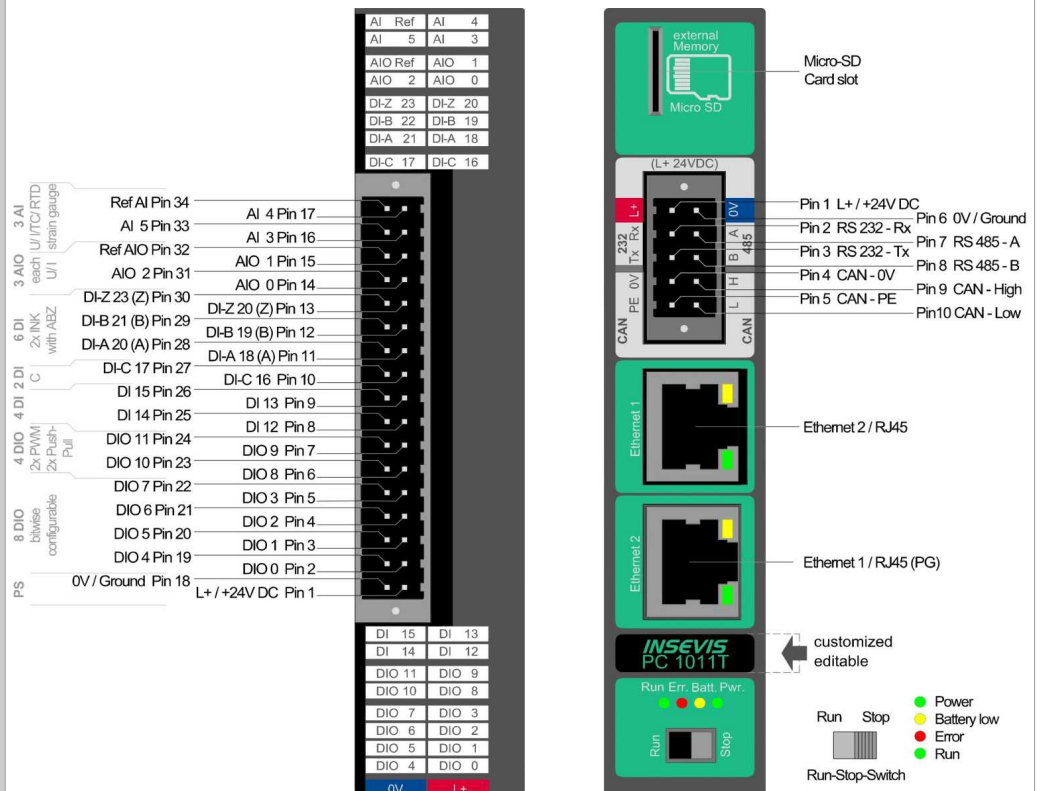 AI Ref AI 4
AI 5 AI 3
AIO Ref AIO 1
AIO 2 AIO 0
DI-Z 23 DI-Z 20
DI-B 22 DI-B 19
DI-A 21 DI-A 18
DI-C 17 DI-C 16
3 AI
U/ I/TC/ RTD
strain gauge
3 AIO
each
U/ I
6 DI
2x INK
with ABZ
2 DI
C
4 DI
4 DIO
2x PWM
2x Push-
Pull
8 DIO
bitwise
configurable
PS
Ref AI Pin 34
AI 4 Pin 17
AI 5 Pin 33
AI 3 Pin 16
Ref AIO Pin 32
AIO 1 Pin 15
AIO 2 Pin 31
AIO 0 Pin 14
DI-Z 23 (Z) Pin 30
DI-Z 20 (Z) Pin 13
DI-B 21 (B) Pin 29
DI-B 19 (B) Pin 12
DI-A 20 (A) Pin 28
DI-A 18 (A) Pin 11
DI-C 17 Pin 27
DI-C 16 Pin 10
DI 15 Pin 26
DI 13 Pin 9
DI 14 Pin 25
DI 12 Pin 8
DIO 11 Pin 24
DIO 9 Pin 7
DIO 10 Pin 23
DIO 8 Pin 6
DIO 7 Pin 22
DIO 3 Pin 5
DIO 6 Pin 21
DIO 2 Pin 4
DIO 5 Pin 20
DIO 1 Pin 3
DIO 4 Pin 19
DIO 0 Pin 2
0V / Ground Pin 18
L+ / +24V DC Pin 1
DI 15 DI 13
DI 14 DI 12
DIO 11 DIO 9
DIO 10 DIO 8
DIO 7 DIO 3
DIO 6 DIO 2
DIO 5 DIO 1
DIO 4 DIO 0
0V L+
external
Memory
Micro SD
Micro-SD
Card slot
(L+ 24VDC)
L+ 0V
232
Tx Rx
A
B
485
PE 0V
H
L
CAN
CAN
Pin 1 L+ / +24V DC
Pin 6 0V / Ground
Pin 2 RS 232 - Rx
Pin 7 RS 485 - A
Pin 3 RS 232 - Tx
Pin 8 RS 485 - B
Pin 4 CAN - 0V
Pin 9 CAN - High
Pin 5 CAN - PE
Pin10 CAN - Low
Ethernet 1
Ethernet 2 / RJ45
Ethernet 2
Ethernet 1 / RJ45 (PG)
INSEVIS
PC 1011T
customized
editable
Run Err. Batt. Pwr.
Run
Stop
Run Stop
Run-Stop-Switch
Power
Battery low
Error
Run